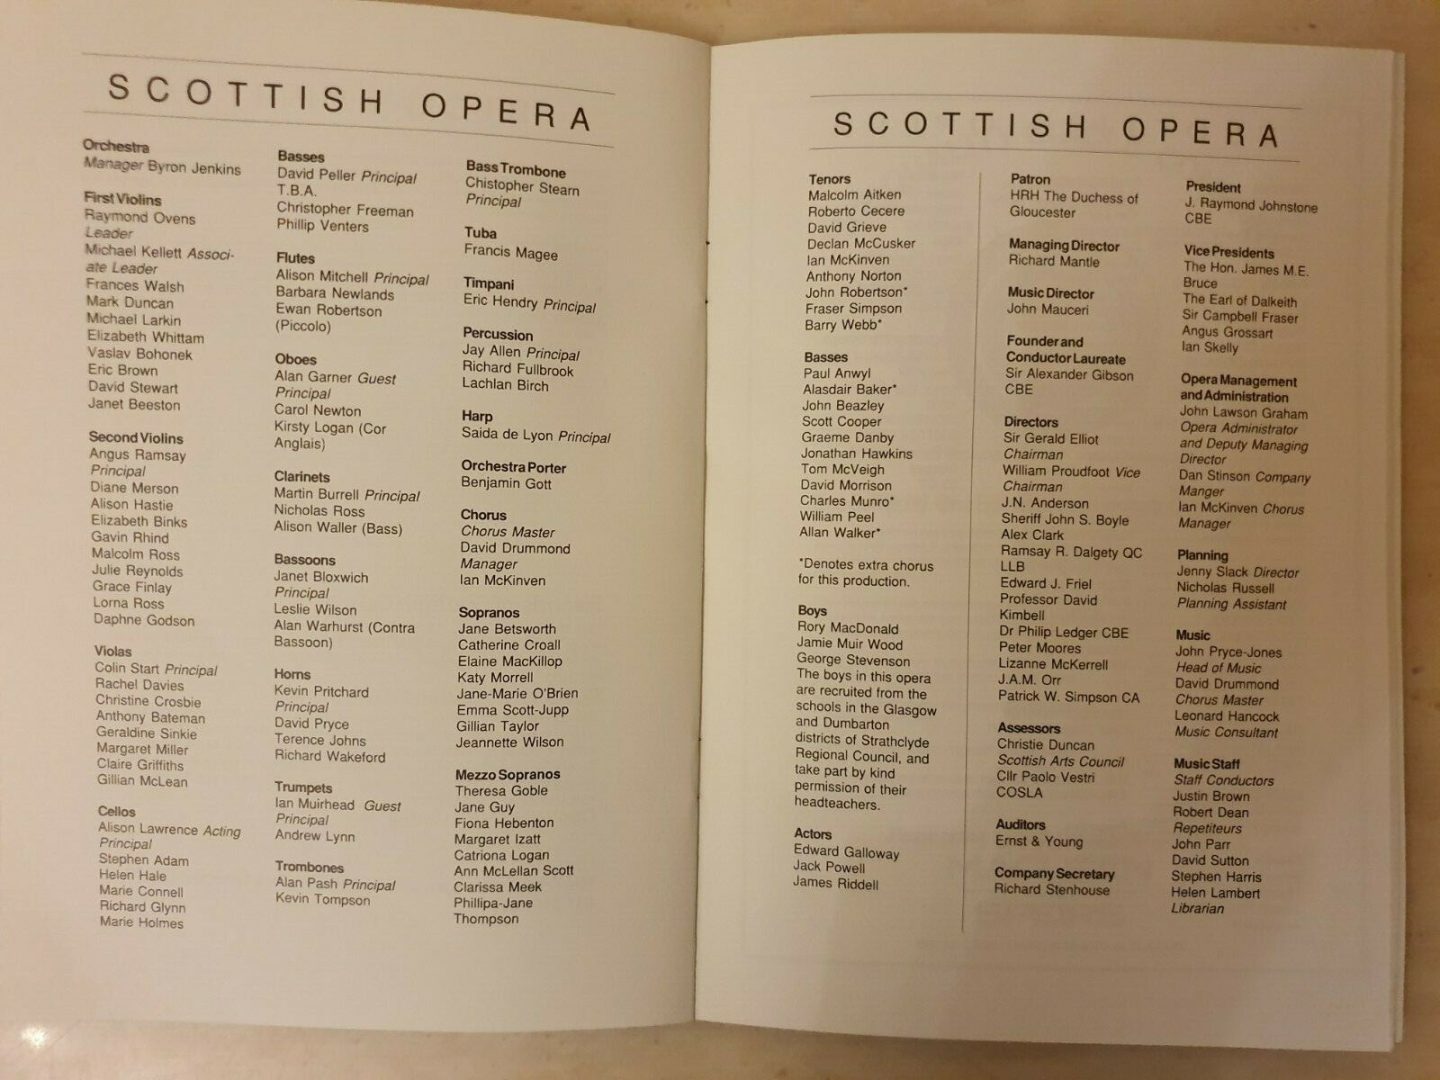 SCOTTISH OPERA
Orchestra
Manager Byron Jenkins
First Violins
Raymond Ovens
Leader
Michael Kellett Associ-
ate Leader
Frances Walsh
Mark Duncan
Michael Larkin
Elizabeth Whittam
Vaslav Bohonek
Eric Brown
David Stewart
Janet Beeston
Second Violins
Angus Ramsay
Principal
Diane Merson
Alison Hastie
Elizabeth Binks
Gavin Rhind
Malcolm Ross
Julie Reynolds
Grace Finlay
Lorna Ross
Daphne Godson
Violas
Colin Start Principal
Rachel Davies
Christine Crosbie
Anthony Bateman
Geraldine Sinkie
Margaret Miller
Claire Griffiths
Gillian McLean
Cellos
Alison Lawrence Acting
Principal
Stephen Adam
Helen Hale
Marie Connell
Richard Glynn
Marie Holmes
Basses
David Peller Principal
T.B.A.
Christopher Freeman
Phillip Venters
Flutes
Alison Mitchell Principal
Barbara Newlands
Ewan Robertson
(Piccolo)
Oboes
Alan Garner Guest
Principal
Carol Newton
Kirsty Logan (Cor
Anglais)
Clarinets
Martin Burrell Principal
Nicholas Ross
Alison Waller (Bass)
Bassoons
Janet Bloxwich
Principal
Leslie Wilson
Alan Warhurst (Contra
Bassoon)
Horns
Kevin Pritchard
Principal
David Pryce
Terence Johns
Richard Wakeford
Trumpets
Ian Muirhead Guest
Principal
Andrew Lynn
Trombones
Alan Pash Principal
Kevin Tompson
Bass Trombone
Chistopher Stearn
Principal
Tuba
Francis Magee
Timpani
Eric Hendry Principal
Percussion
Jay Allen Principal
Richard Fullbrook
Lachlan Birch
Harp
Saida de Lyon Principal
Orchestra Porter
Benjamin Gott
Chorus
Chorus Master
David Drummond
Manager
Ian McKinven
Sopranos
Jane Betsworth
Catherine Croall
Elaine MacKillop
Katy Morrell
Jane-Marie O'Brien
Emma Scott-Jupp
Gillian Taylor
Jeannette Wilson
Mezzo Sopranos
Theresa Goble
Jane Guy
Fiona Hebenton
Margaret Izatt
Catriona Logan
Ann McLellan Scott
Clarissa Meek
Phillipa-Jane
Thompson
SCOTTISH OPERA
Tenors
Malcolm Aitken
Roberto Cecere
David Grieve
Declan McCusker
Ian McKinven
Anthony Norton
John Robertson*
Fraser Simpson
Barry Webb*
Basses
Paul Anwyl
Alasdair Baker*
John Beazley
Scott Cooper
Graeme Danby
Jonathan Hawkins
Tom McVeigh
David Morrison
Charles Munro*
William Peel
Allan Walker*
*Denotes extra chorus
for this production.
Boys
Rory MacDonald
Jamie Muir Wood
George Stevenson
The boys in this opera
are recruited from the
schools in the Glasgow
and Dumbarton
districts of Strathclyde
Regional Council, and
take part by kind
permission of their
headteachers.
Actors
Edward Galloway
Jack Powell
James Riddell
Patron
HRH The Duchess of
Gloucester
Managing Director
Richard Mantle
Music Director
John Mauceri
Founder and
Conductor Laureate
Sir Alexander Gibson
CBE
Directors
Sir Gerald Elliot
Chairman
William Proudfoot Vice
Chairman
J.N. Anderson
Sheriff John S. Boyle
Alex Clark
Ramsay R. Dalgety QC
LLB
Edward J. Friel
Professor David
Kimbell
Dr Philip Ledger CBE
Peter Moores
Lizanne McKerrell
J.A.M. Orr
Patrick W. Simpson CA
Assessors
Christie Duncan
Scottish Arts Council
Cllr Paolo Vestri
COSLA
Auditors
Ernst & Young
Company Secretary
Richard Stenhouse
President
J. Raymond Johnstone
CBE
Vice Presidents
The Hon. James M.E.
Bruce
The Earl of Dalkeith
Sir Campbell Fraser
Angus Grossart
Ian Skelly
Opera Management
and Administration
John Lawson Graham
Opera Administrator
and Deputy Managing
Director
Dan Stinson Company
Manger
Ian McKinven Chorus
Manager
Planning
Jenny Slack Director
Nicholas Russell
Planning Assistant
Music
John Pryce-Jones
Head of Music
David Drummond
Chorus Master
Leonard Hancock
Music Consultant
Music Staff
Staff Conductors
Justin Brown
Robert Dean
Repetiteurs
John Parr
David Sutton
Stephen Harris
Helen Lambert
Librarian